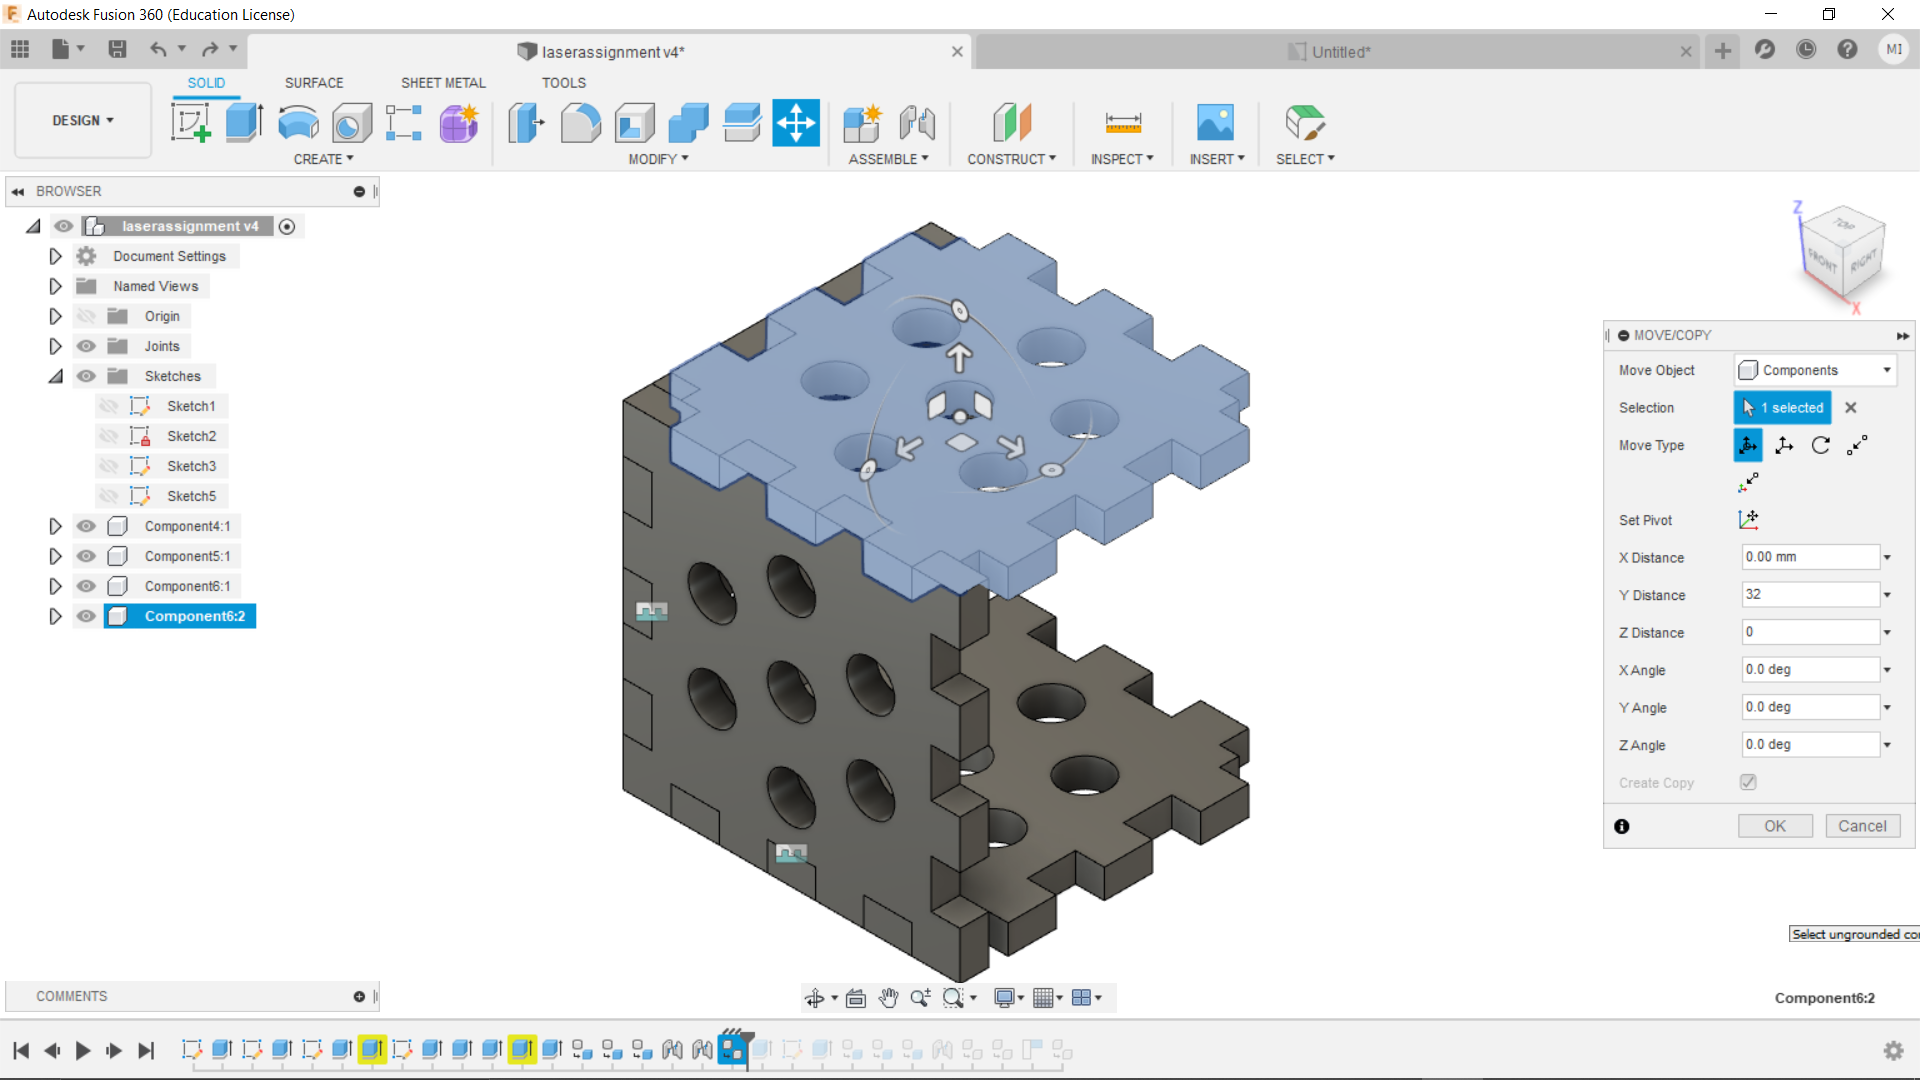 Autodesk Fusion 360 (Education License)
laserassignment v4*
Untitled*
MI
SOLID
SURFACE
SHEET METAL
TOOLS
DESIGN
CREATE
MODIFY
ASSEMBLE
CONSTRUCT
INSPECT
INSERT
SELECT
BROWSER
laserassignment v4
Document Settings
Named Views
Origin
Joints
Sketches
Sketch1
Sketch2
Sketch3
Sketch5
Component4:1
Component5:1
Component6:1
Component6:2
Z
TOP
FRONT
RIGHT
X
MOVE/COPY
Move Object
Components
Selection
1 selected
Move Type
Set Pivot
X Distance
0.00 mm
Y Distance
32
Z Distance
0
X Angle
0.0 deg
Y Angle
0.0 deg
Z Angle
0.0 deg
Create Copy
OK
Cancel
Select ungrounded co
COMMENTS
Component6:2